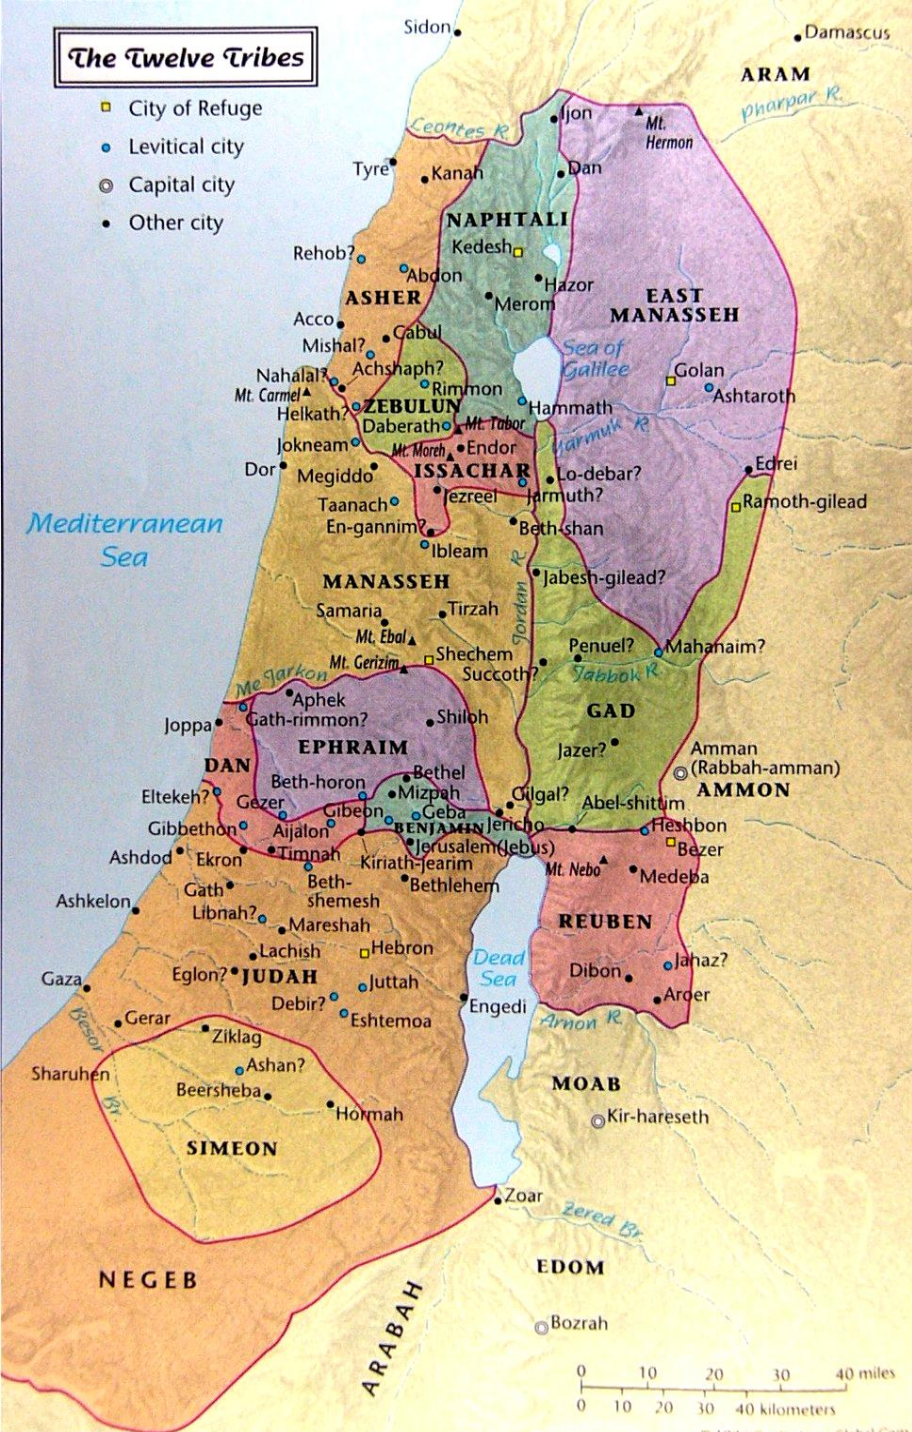 The Twelve Tribes
City of Refuge
Levitical city
Capital city
Other city
Sidon
Damascus
ARAM
Pharpar R.
Leontes R.
Ijon
Mt.
Hermon
Tyre
Kanah
Dan
NAPHTALI
Kedesh
Rehob?
Abdon
Hazor
ASHER
Merom
EAST
MANASSEH
Acco
Cabul
Mishal?
Sea of
Galilee
Achshaph?
Golan
Nahalal?
Rimmon
Ashtaroth
Mt. Carmel
Helkath?
ZEBULUN
Hammath
Daberath
Mt. Tabor
Yarmuk R.
Jokneam
Mt. Moreh
Endor
Dor
Megiddo
ISSACHAR
Lo-debar?
Edrei
Jezreel
Jarmuth?
Ramoth-gilead
Taanach
En-gannim?
Beth-shan
Mediterranean
Sea
Ibleam
MANASSEH
Jordan R.
Jabesh-gilead?
Samaria
Tirzah
Mt. Ebal
Shechem
Mt. Gerizim
Succoth?
Penuel?
Mahanaim?
Jabbok R.
Me Jarkon
Aphek
Gath-rimmon?
Shiloh
Joppa
GAD
EPHRAIM
Jazer?
DAN
Amman
(Rabbah-amman)
AMMON
Beth-horon
Bethel
Mizpah
Eltekeh?
Gezer
Gibeon
Geba
Gilgal?
Abel-shittim
Gibbethon
Aijalon
BENJAMIN
Jericho
Heshbon
Jerusalem(Jebus)
Bezer
Ashdod
Ekron
Timnah
Kiriath-jearim
Mt. Nebo
Medeba
Gath
Beth-
shemesh
Bethlehem
Ashkelon
Libnah?
Mareshah
REUBEN
Lachish
Hebron
Dead
Sea
Jahaz?
Gaza
Eglon?
JUDAH
Juttah
Dibon
Debir?
Engedi
Aroer
Gerar
Eshtemoa
Arnon R.
Besor
Br.
Ziklag
Sharuhen
Ashan?
Beersheba
MOAB
Hormah
Kir-hareseth
SIMEON
Zoar
Zered Br.
NEGEB
EDOM
ARABAH
Bozrah
0 10 20 30 40 miles
0 10 20 30 40 kilometers